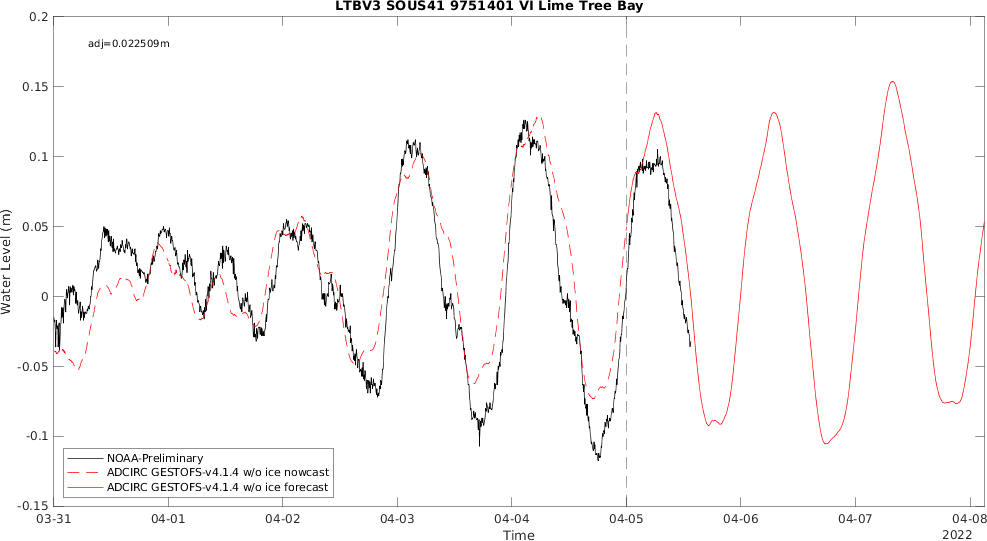 LTBV3 SOUS41 9751401 VI Lime Tree Bay
0.2
adj=0.022509m
0.15
0.1
0.05
Water Level (m)
0
-0.05
-0.1
NOAA-Preliminary
ADCIRC GESTOFS-v4.1.4 w/o ice nowcast
ADCIRC GESTOFS-v4.1.4 w/o ice forecast
-0.15
03-31 04-01 04-02 04-03 04-04 04-05 04-06 04-07 04-08
Time 2022